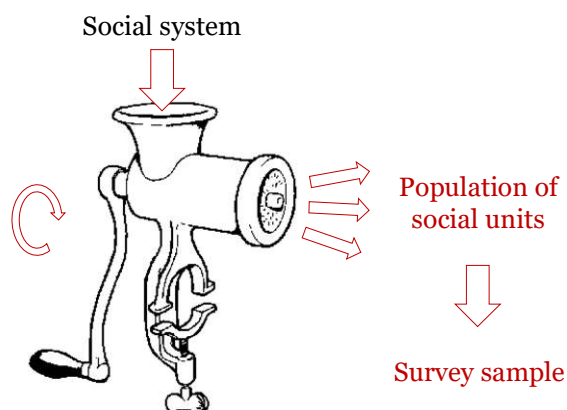 Social system
Population of
social units
Survey sample